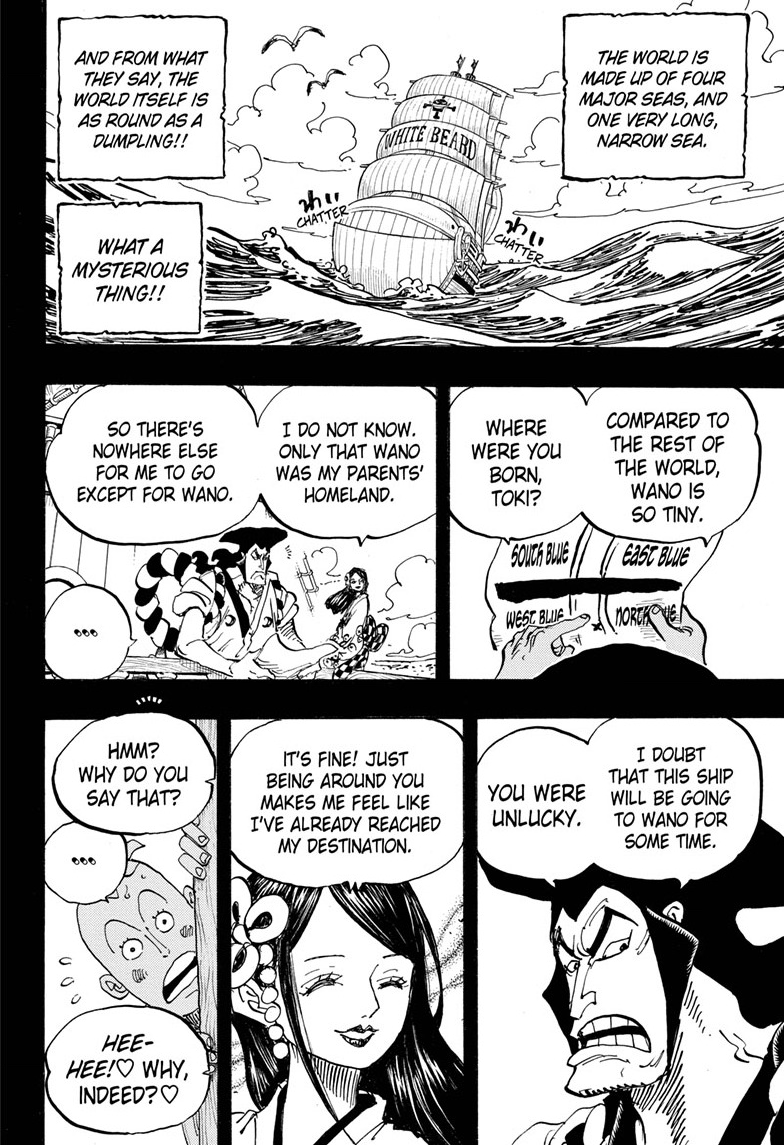 THE WORLD IS
MADE UP OF FOUR
MAJOR SEAS, AND
ONE VERY LONG,
NARROW SEA.
AND FROM WHAT
THEY SAY, THE
WORLD ITSELF IS
AS ROUND AS A
DUMPLING!!
WHAT A
MYSTERIOUS
THING!!
WHITE BEARD
CHATTER
CHATTER
COMPARED TO
THE REST OF
THE WORLD,
WANO IS
SO TINY.
WHERE
WERE YOU
BORN,
TOKI?
SOUTH BLUE
EAST BLUE
WEST BLUE
I DO NOT KNOW.
ONLY THAT WANO
WAS MY PARENTS'
HOMELAND.
SO THERE'S
NOWHERE ELSE
FOR ME TO GO
EXCEPT FOR WANO.
...
I DOUBT
THAT THIS SHIP
WILL BE GOING
TO WANO FOR
SOME TIME.
YOU WERE
UNLUCKY.
IT'S FINE! JUST
BEING AROUND YOU
MAKES ME FEEL LIKE
I'VE ALREADY REACHED
MY DESTINATION.
HMM?
WHY DO YOU
SAY THAT?
...
HEE-
HEE!♡ WHY,
INDEED?♡